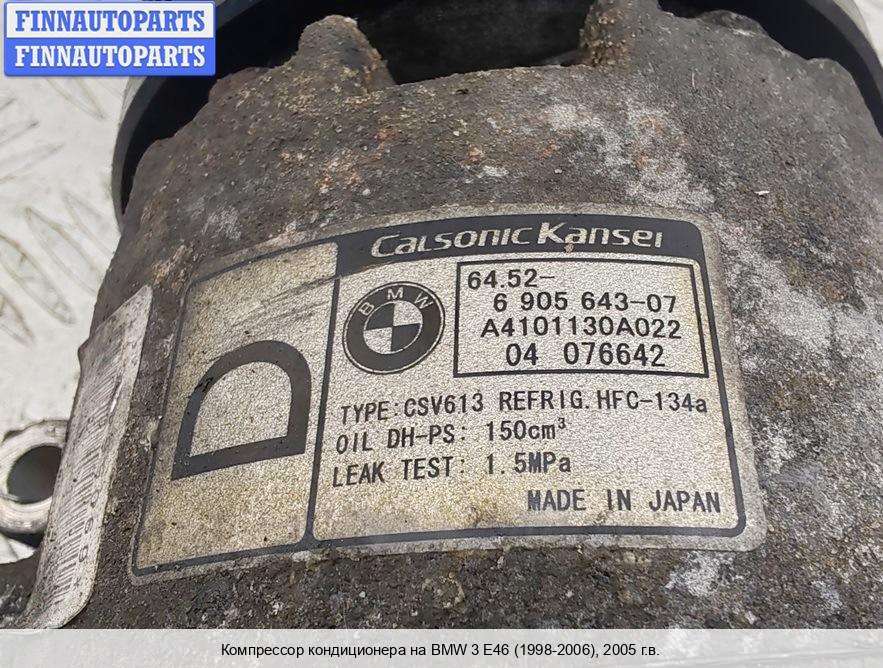 FINNAUTOPARTS
FINNAUTOPARTS
Calsonic Kansei
BMW
64.52-
6 905 643-07
A4101130A022
04 076642
D
TYPE:CSV613 REFRIG.HFC-134a
OIL DH-PS: 150cm³
LEAK TEST: 1.5MPa
MADE IN JAPAN
Компрессор кондиционера на BMW 3 E46 (1998-2006), 2005 г.в.